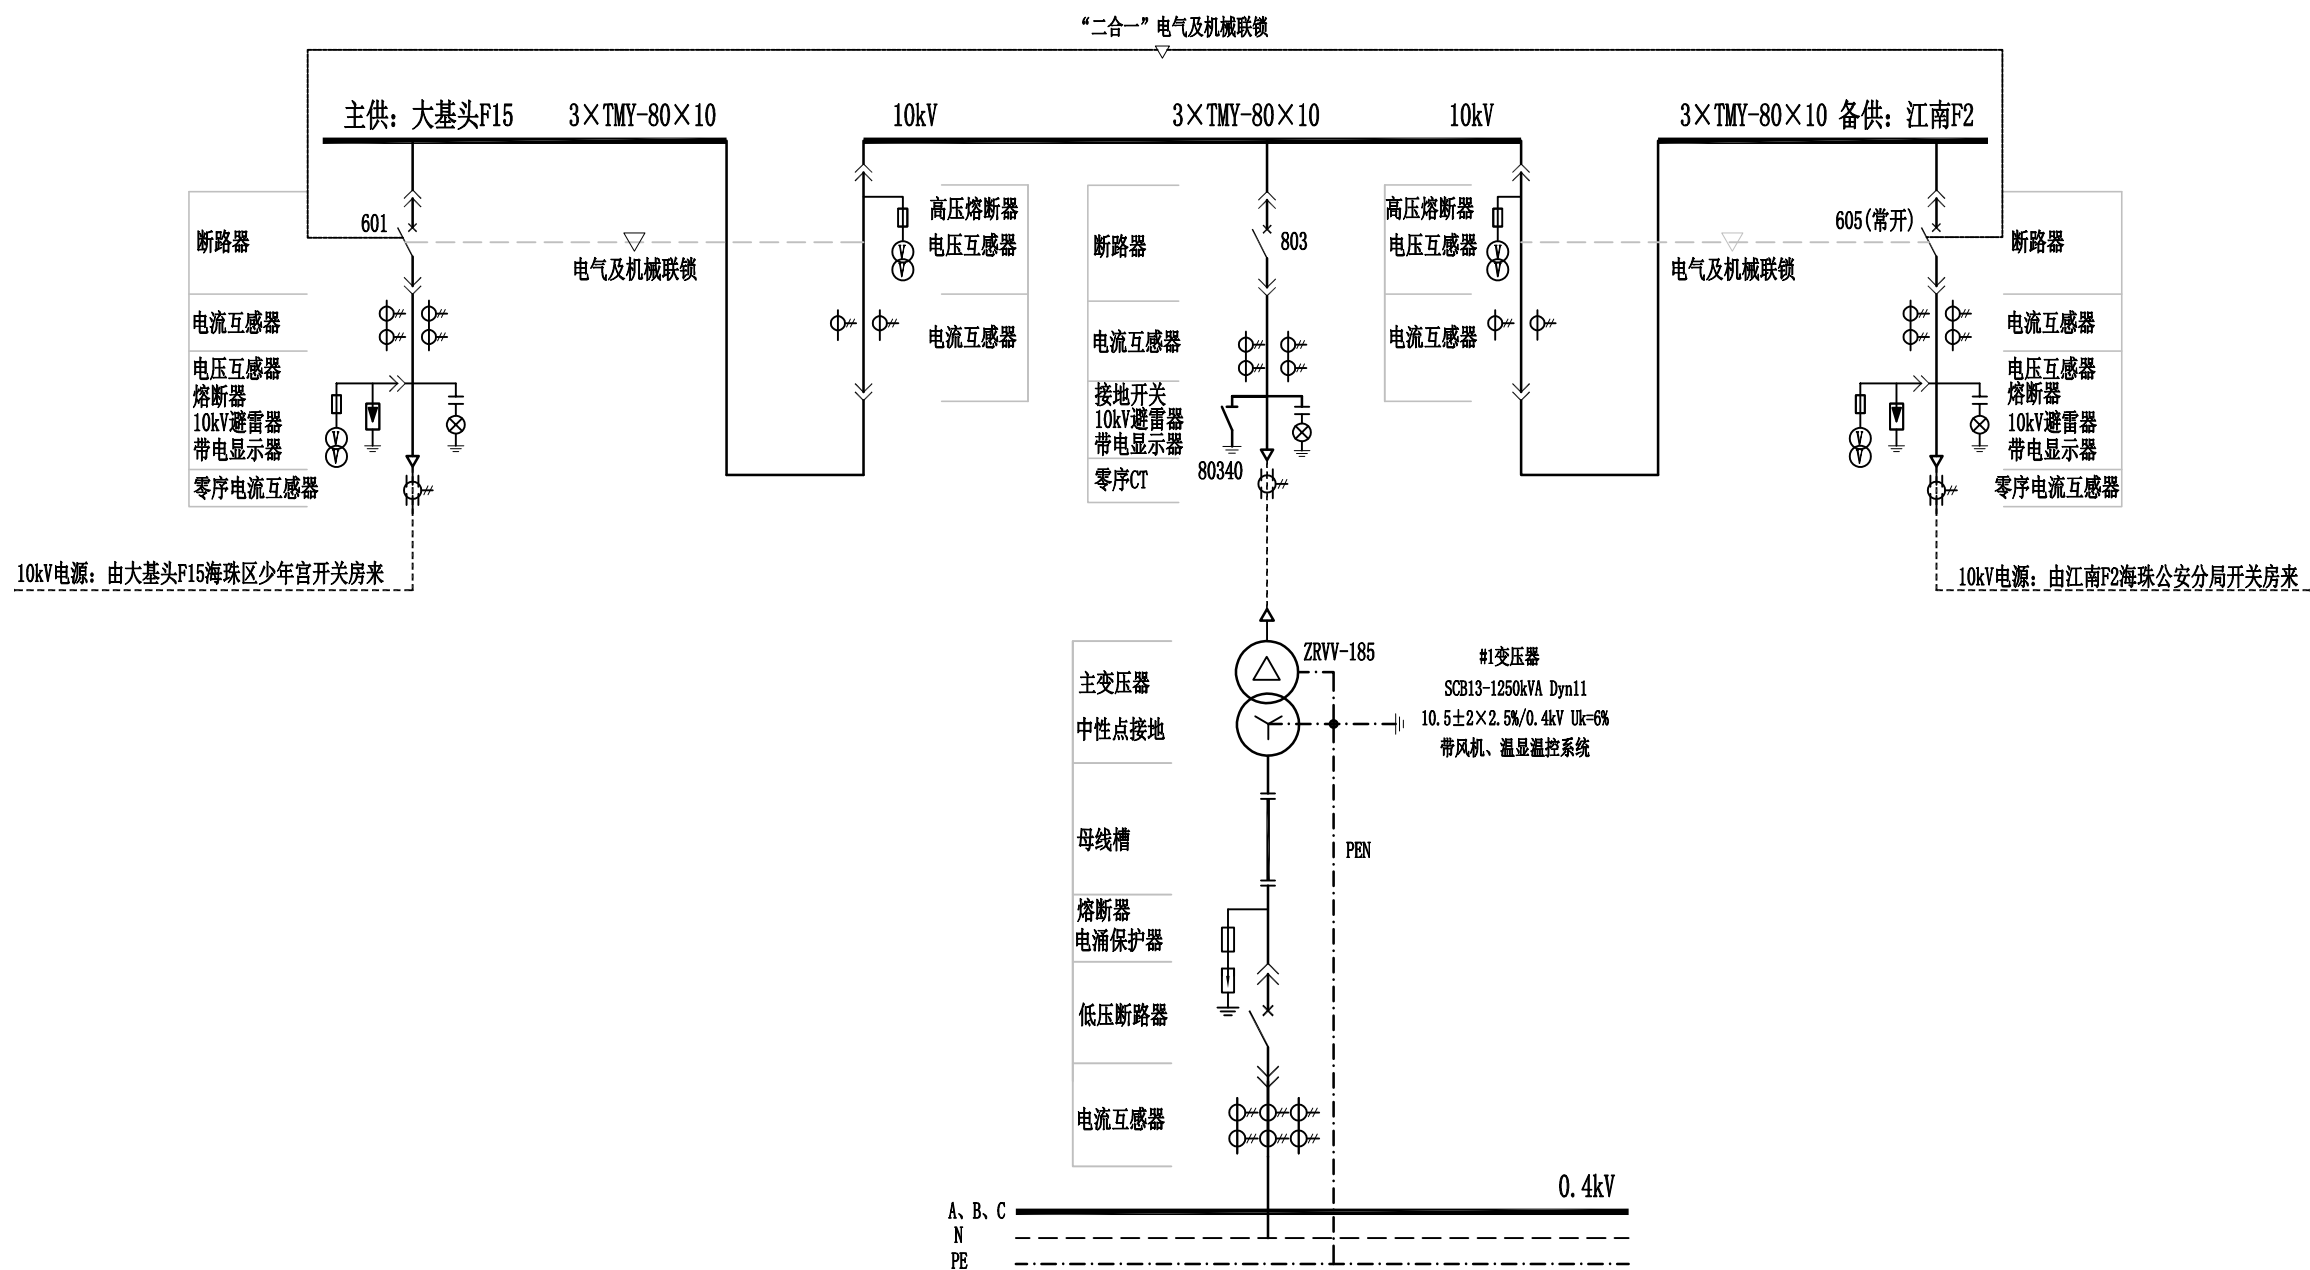 “二合一”电气及机械联锁
主供：大基头F15
3×TMY-80×10
10kV
3×TMY-80×10
10kV
3×TMY-80×10
备供：江南F2
断路器
601
电气及机械联锁
电流互感器
电压互感器
熔断器
10kV避雷器
带电显示器
零序电流互感器
10kV电源：由大基头F15海珠区少年宫开关房来
高压熔断器
电压互感器
电流互感器
断路器
803
电流互感器
接地开关
10kV避雷器
带电显示器
零序CT
80340
高压熔断器
电压互感器
电流互感器
605(常开)
电气及机械联锁
断路器
电流互感器
电压互感器
熔断器
10kV避雷器
带电显示器
零序电流互感器
10kV电源：由江南F2海珠公安分局开关房来
主变压器
中性点接地
ZRVV-185
#1变压器
SCB13-1250kVA Dyn11
10.5±2×2.5%/0.4kV Uk=6%
带风机、温显温控系统
母线槽
PEN
熔断器
电涌保护器
低压断路器
电流互感器
0.4kV
A、B、C
N
PE